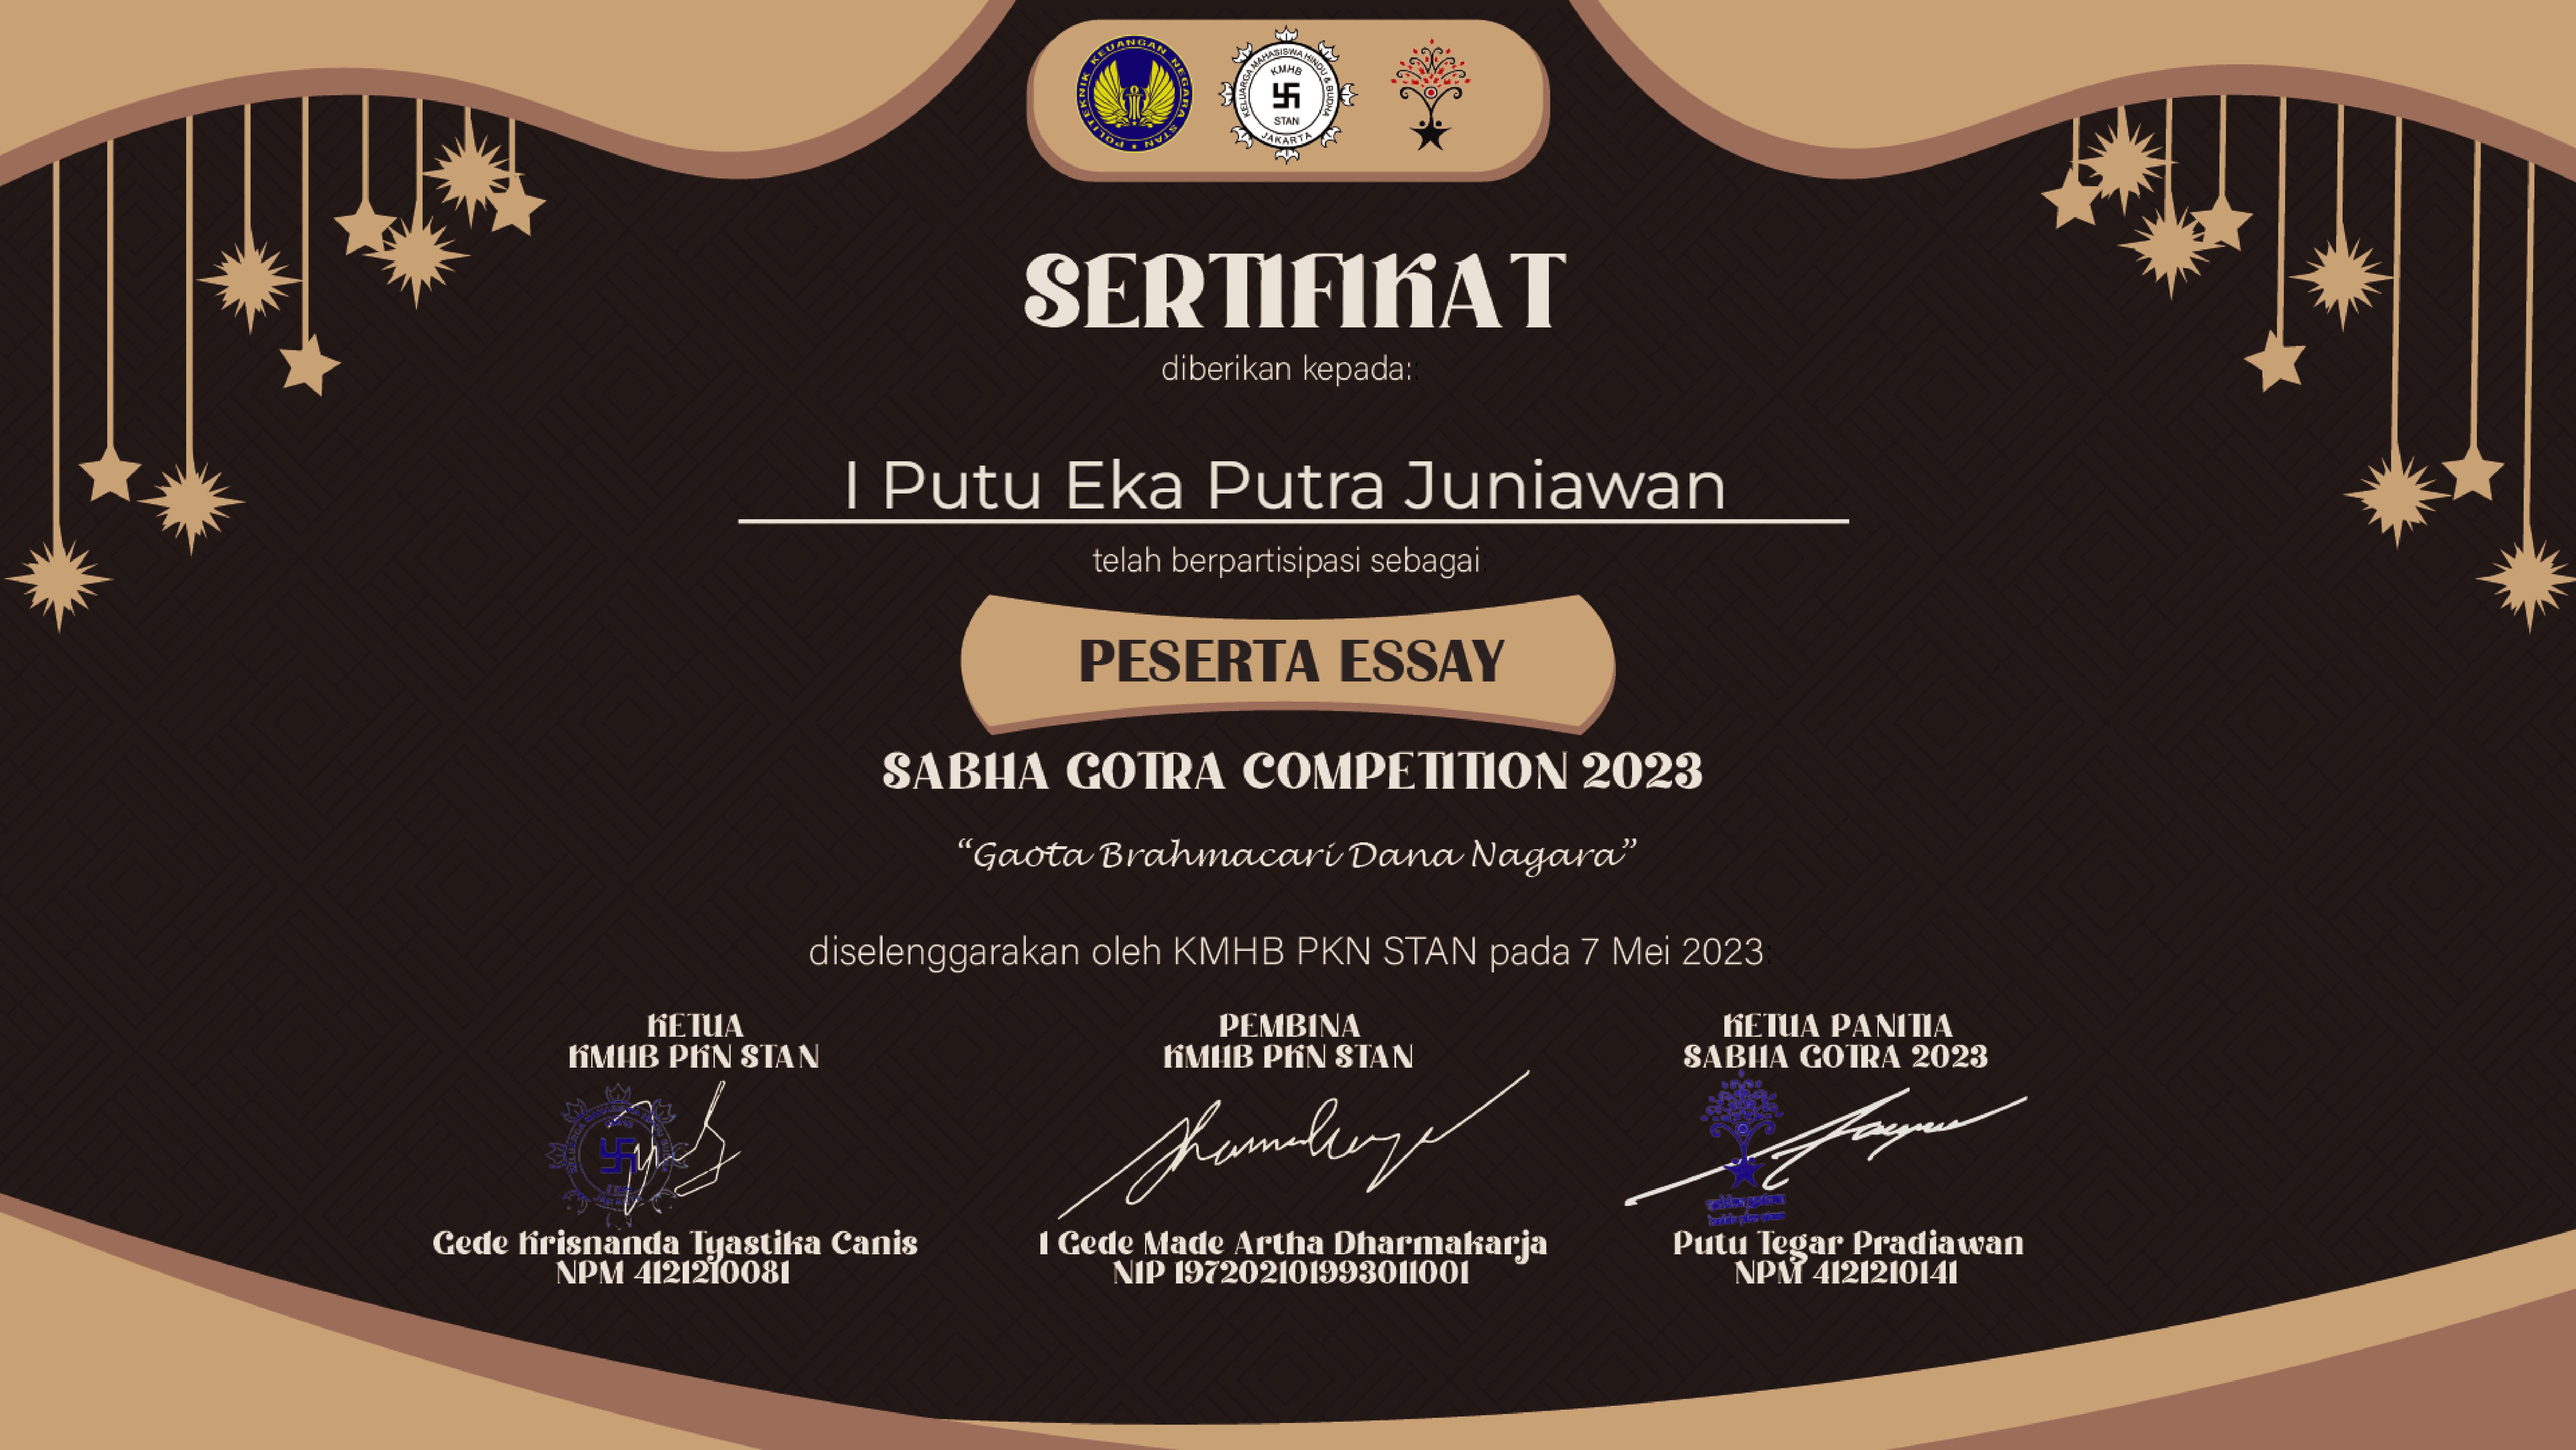 POLITEKNIK KEUANGAN NEGARA STAN
KELUARGA MAHASISWA HINDU & BUDHA
KMHB
STAN
JAKARTA
SERTIFIKAT
diberikan kepada:
I Putu Eka Putra Juniawan
telah berpartisipasi sebagai
PESERTA ESSAY
SABHA GOTRA COMPETITION 2023
“Gaota Brahmacari Dana Nagara”
diselenggarakan oleh KMHB PKN STAN pada 7 Mei 2023
KETUA
KMHB PKN STAN
Gede Krisnanda Tyastika Canis
NPM 4121210081
PEMBINA
KMHB PKN STAN
I Gede Made Artha Dharmakarja
NIP 197202101993011001
KETUA PANITIA
SABHA GOTRA 2023
Putu Tegar Pradiawan
NPM 4121210141